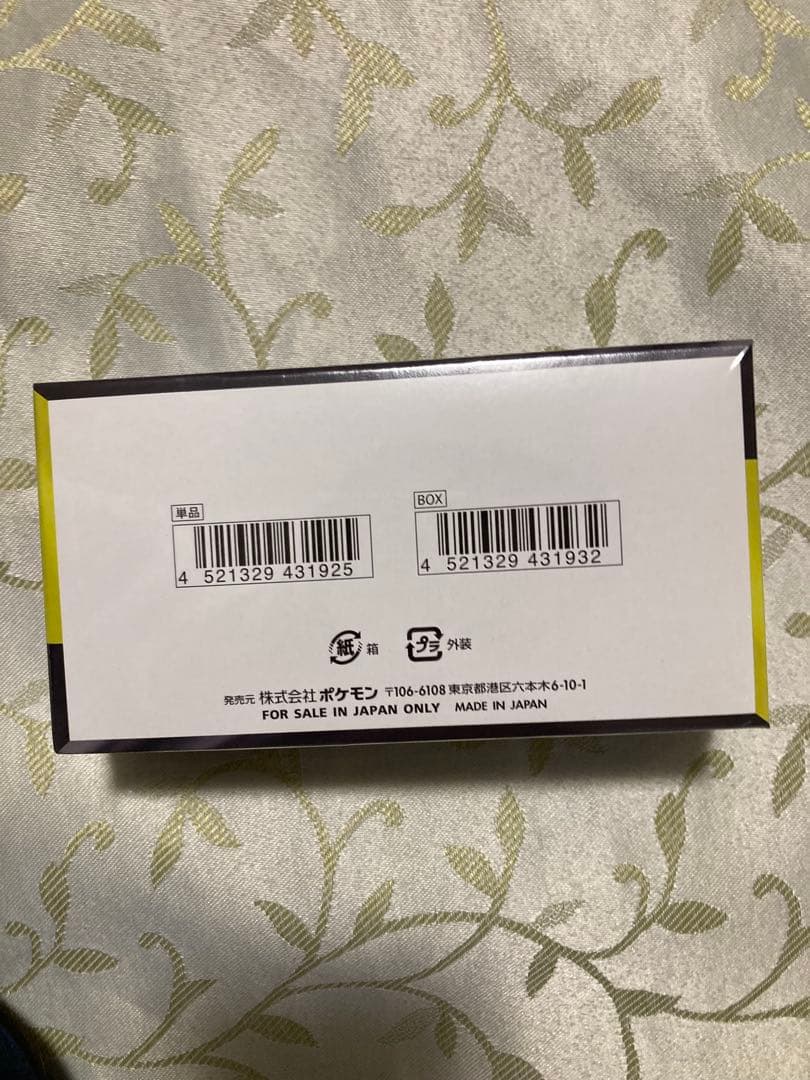 単品
4 521329 431925
BOX
4 521329 431932
紙 箱
プラ 外装
発売元 株式会社ポケモン 〒106-6108 東京都港区六本木6-10-1
FOR SALE IN JAPAN ONLY MADE IN JAPAN